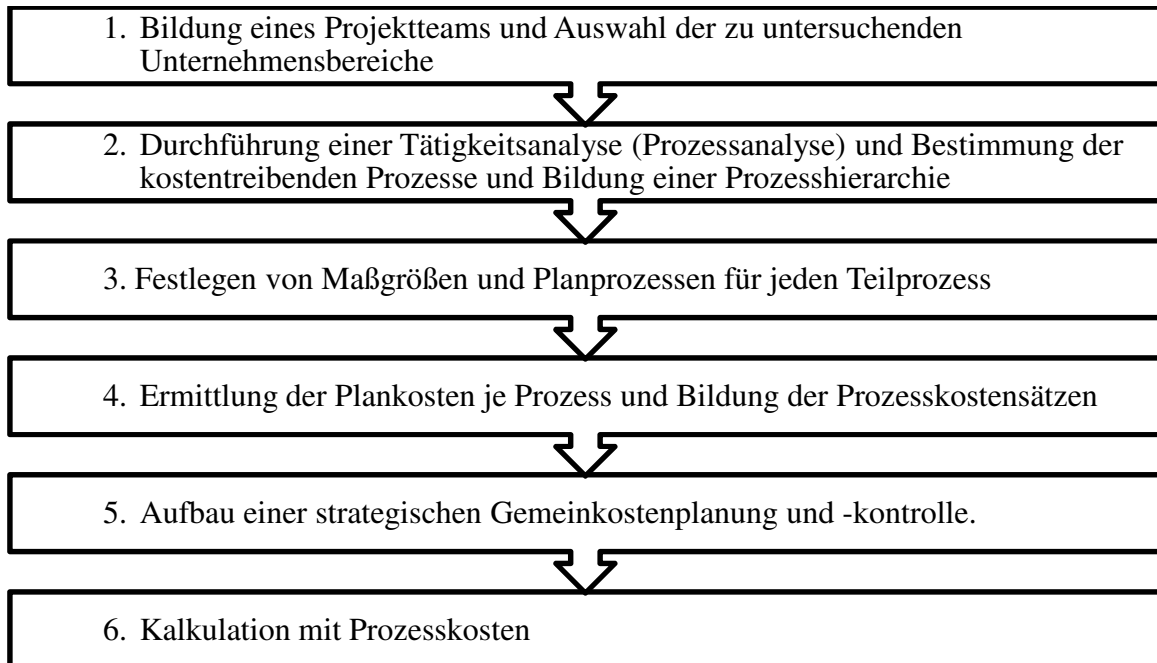 1. Bildung eines Projektteams und Auswahl der zu untersuchenden
Unternehmensbereiche
2. Durchführung einer Tätigkeitsanalyse (Prozessanalyse) und Bestimmung der
kostentreibenden Prozesse und Bildung einer Prozesshierarchie
3. Festlegen von Maßgrößen und Planprozessen für jeden Teilprozess
4. Ermittlung der Plankosten je Prozess und Bildung der Prozesskostensätzen
5. Aufbau einer strategischen Gemeinkostenplanung und -kontrolle.
6. Kalkulation mit Prozesskosten